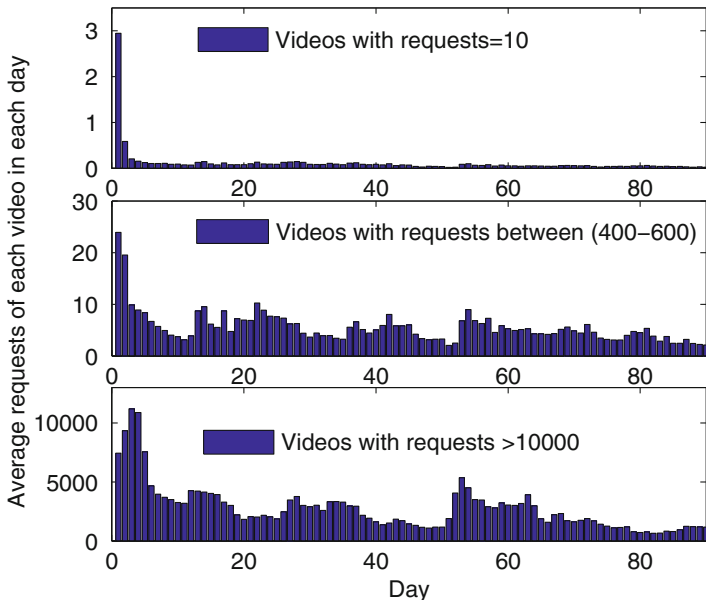 Average requests of each video in each day
3
2
1
0
Videos with requests=10
0 20 40 60 80
30
20
10
0
Videos with requests between (400−600)
0 20 40 60 80
10000
5000
0
Videos with requests >10000
0 20 40 60 80
Day